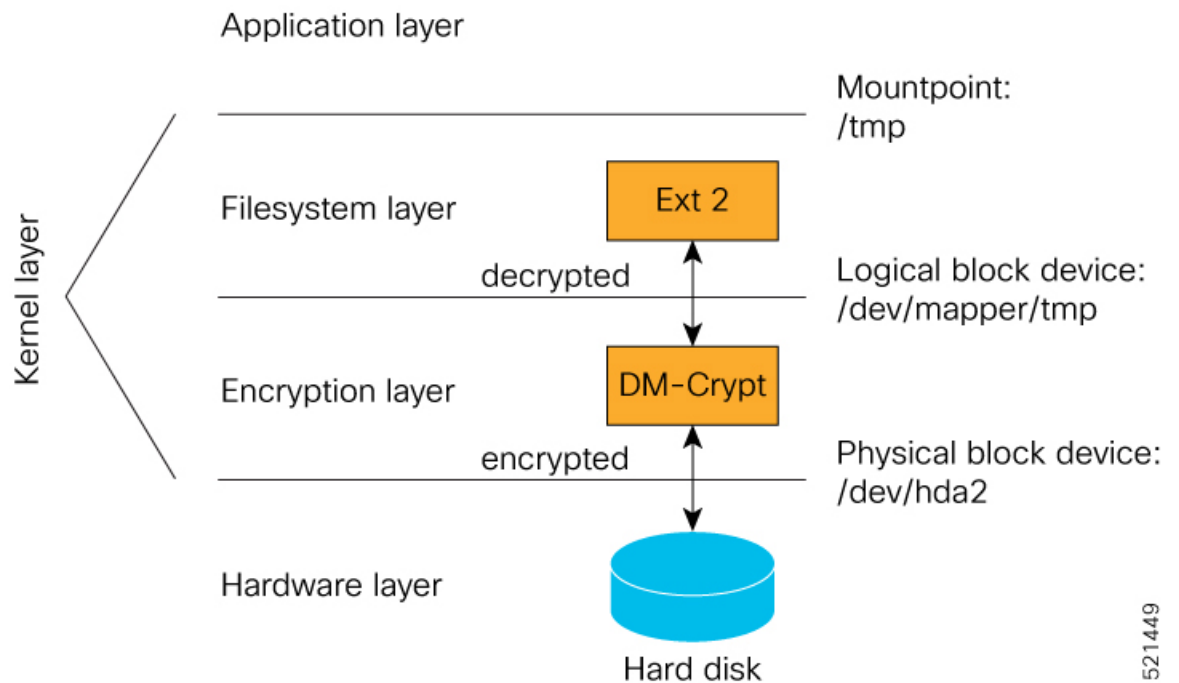 Application layer
Mountpoint:
/tmp
Kernel layer
Filesystem layer
Ext 2
decrypted
Logical block device:
/dev/mapper/tmp
Encryption layer
DM-Crypt
encrypted
Physical block device:
/dev/hda2
Hardware layer
Hard disk
521449